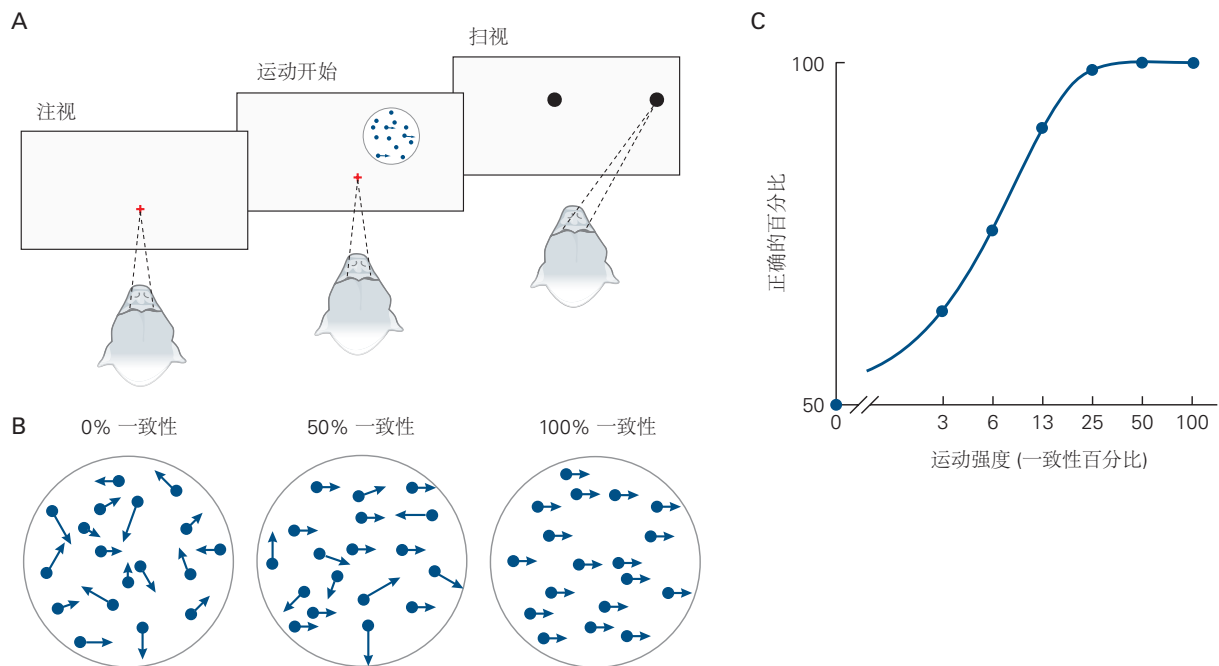 A
注视
运动开始
扫视
B
0% 一致性
50% 一致性
100% 一致性
C
正确的百分比
100
50
0
3
6
13
25
50
100
运动强度 (一致性百分比)